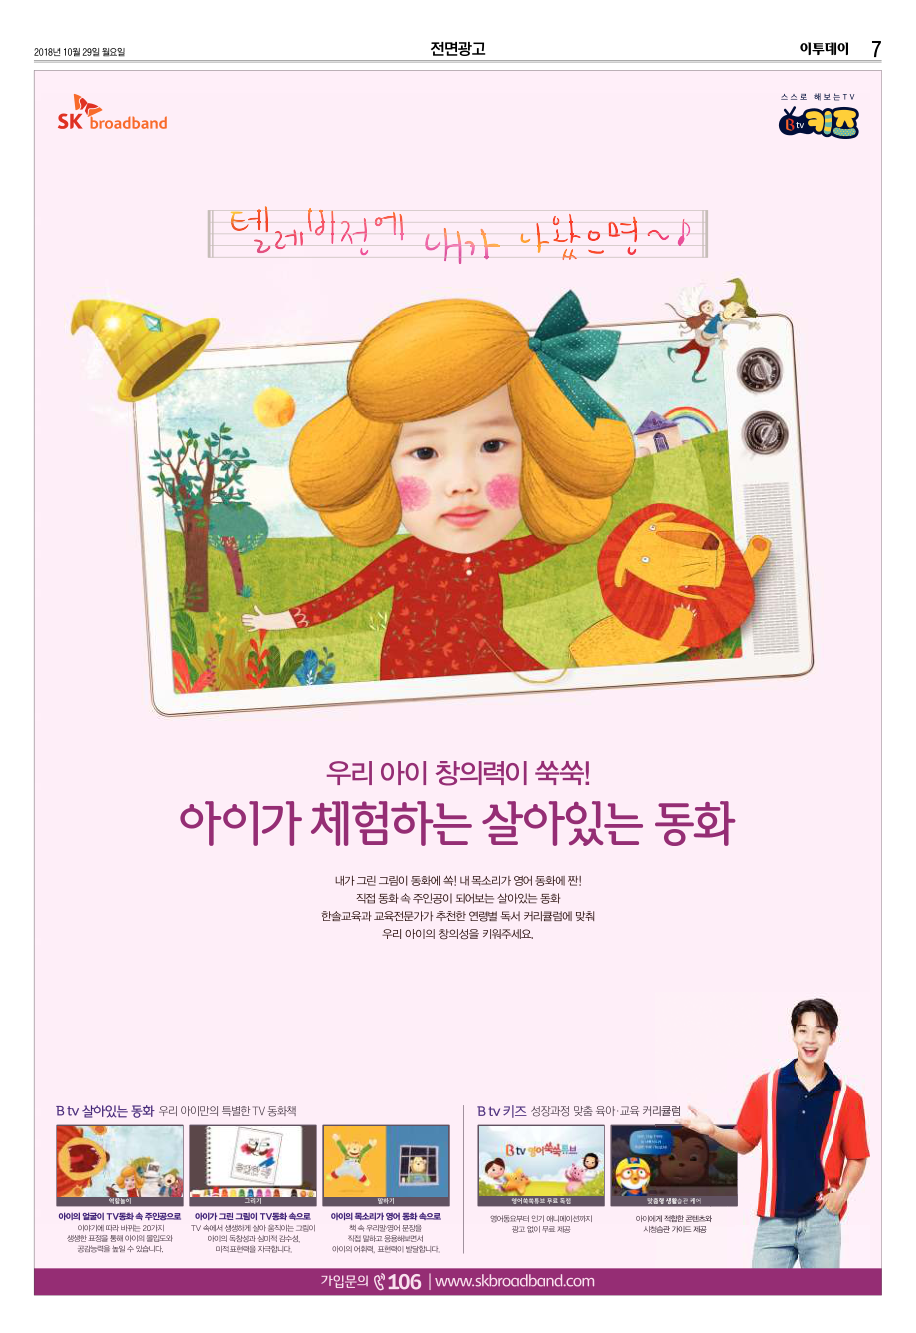 2018년 10월 29일 월요일
전면광고
이투데이 7
SK broadband
스스로 해보는TV
B tv 키즈
텔레비전에 내가 나왔으면~♪
우리 아이 창의력이 쑥쑥!
아이가 체험하는 살아있는 동화
내가 그린 그림이 동화에 쏙! 내 목소리가 영어 동화에 짠!
직접 동화 속 주인공이 되어보는 살아있는 동화
한솔교육과 교육전문가가 추천한 연령별 독서 커리큘럼에 맞춰
우리 아이의 창의성을 키워주세요.
B tv 살아있는 동화 우리 아이만의 특별한 TV 동화책
역할놀이
아이의 얼굴이 TV동화 속 주인공으로
이야기에 따라 바뀌는 20가지
생생한 표정을 통해 아이의 몰입도와
공감능력을 높일 수 있습니다.
그리기
아이가 그린 그림이 TV동화 속으로
TV 속에서 생생하게 살아 움직이는 그림이
아이의 독창성과 심미적 감수성,
미적표현력을 자극합니다.
말하기
아이의 목소리가 영어 동화 속으로
책 속 우리말·영어 문장을
직접 말하고 응용해보면서
아이의 어휘력, 표현력이 발달합니다.
B tv 키즈 성장과정 맞춤 육아·교육 커리큘럼
B tv 영어쑥쑥튜브
영어쑥쑥튜브 무료 독점
영어동요부터 인기 애니메이션까지
광고 없이 무료 제공
맞춤형 생활습관 케어
아이에게 적합한 콘텐츠와
시청습관 가이드 제공
가입문의 106 | www.skbroadband.com